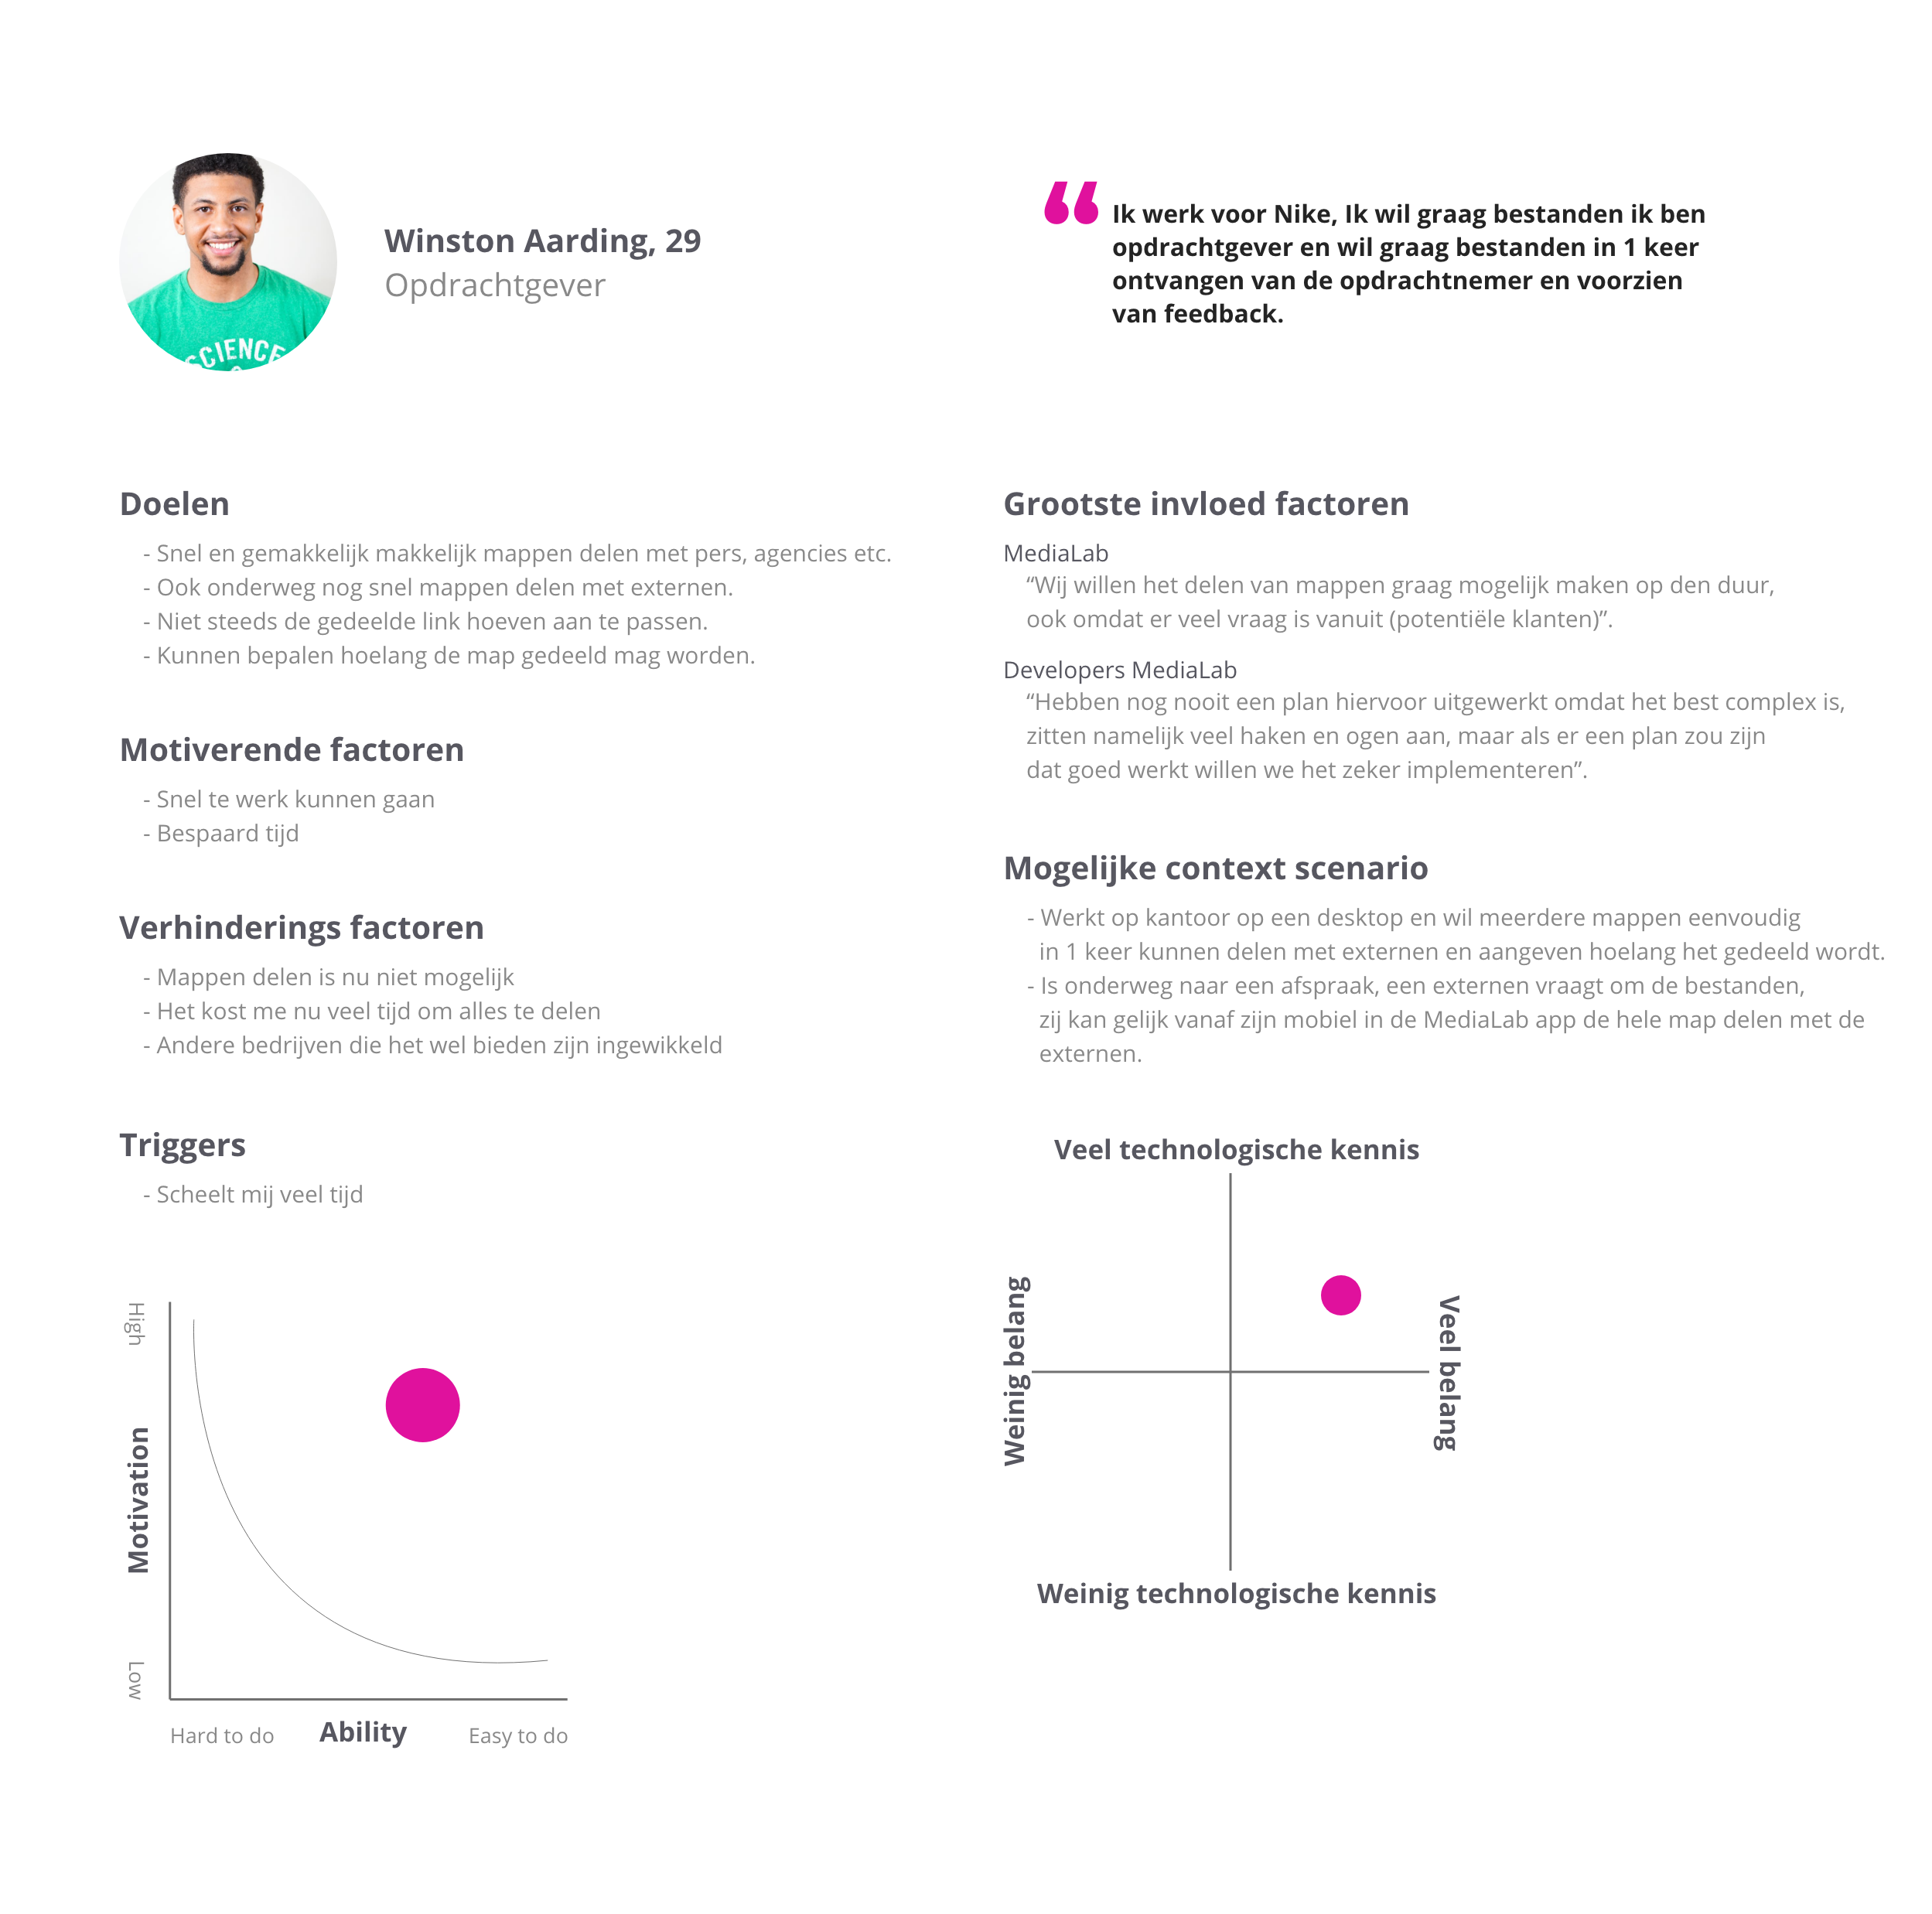 SCIENCE
Winston Aarding, 29
Opdrachtgever
“
Ik werk voor Nike, Ik wil graag bestanden ik ben
opdrachtgever en wil graag bestanden in 1 keer
ontvangen van de opdrachtnemer en voorzien
van feedback.
Doelen
- Snel en gemakkelijk makkelijk mappen delen met pers, agencies etc.
- Ook onderweg nog snel mappen delen met externen.
- Niet steeds de gedeelde link hoeven aan te passen.
- Kunnen bepalen hoelang de map gedeeld mag worden.
Motiverende factoren
- Snel te werk kunnen gaan
- Bespaard tijd
Verhinderings factoren
- Mappen delen is nu niet mogelijk
- Het kost me nu veel tijd om alles te delen
- Andere bedrijven die het wel bieden zijn ingewikkeld
Triggers
- Scheelt mij veel tijd
High
Motivation
Low
Hard to do
Ability
Easy to do
Grootste invloed factoren
MediaLab
“Wij willen het delen van mappen graag mogelijk maken op den duur,
ook omdat er veel vraag is vanuit (potentiële klanten)”.
Developers MediaLab
“Hebben nog nooit een plan hiervoor uitgewerkt omdat het best complex is,
zitten namelijk veel haken en ogen aan, maar als er een plan zou zijn
dat goed werkt willen we het zeker implementeren”.
Mogelijke context scenario
- Werkt op kantoor op een desktop en wil meerdere mappen eenvoudig
in 1 keer kunnen delen met externen en aangeven hoelang het gedeeld wordt.
- Is onderweg naar een afspraak, een externen vraagt om de bestanden,
zij kan gelijk vanaf zijn mobiel in de MediaLab app de hele map delen met de
externen.
Veel technologische kennis
Weinig belang
Veel belang
Weinig technologische kennis